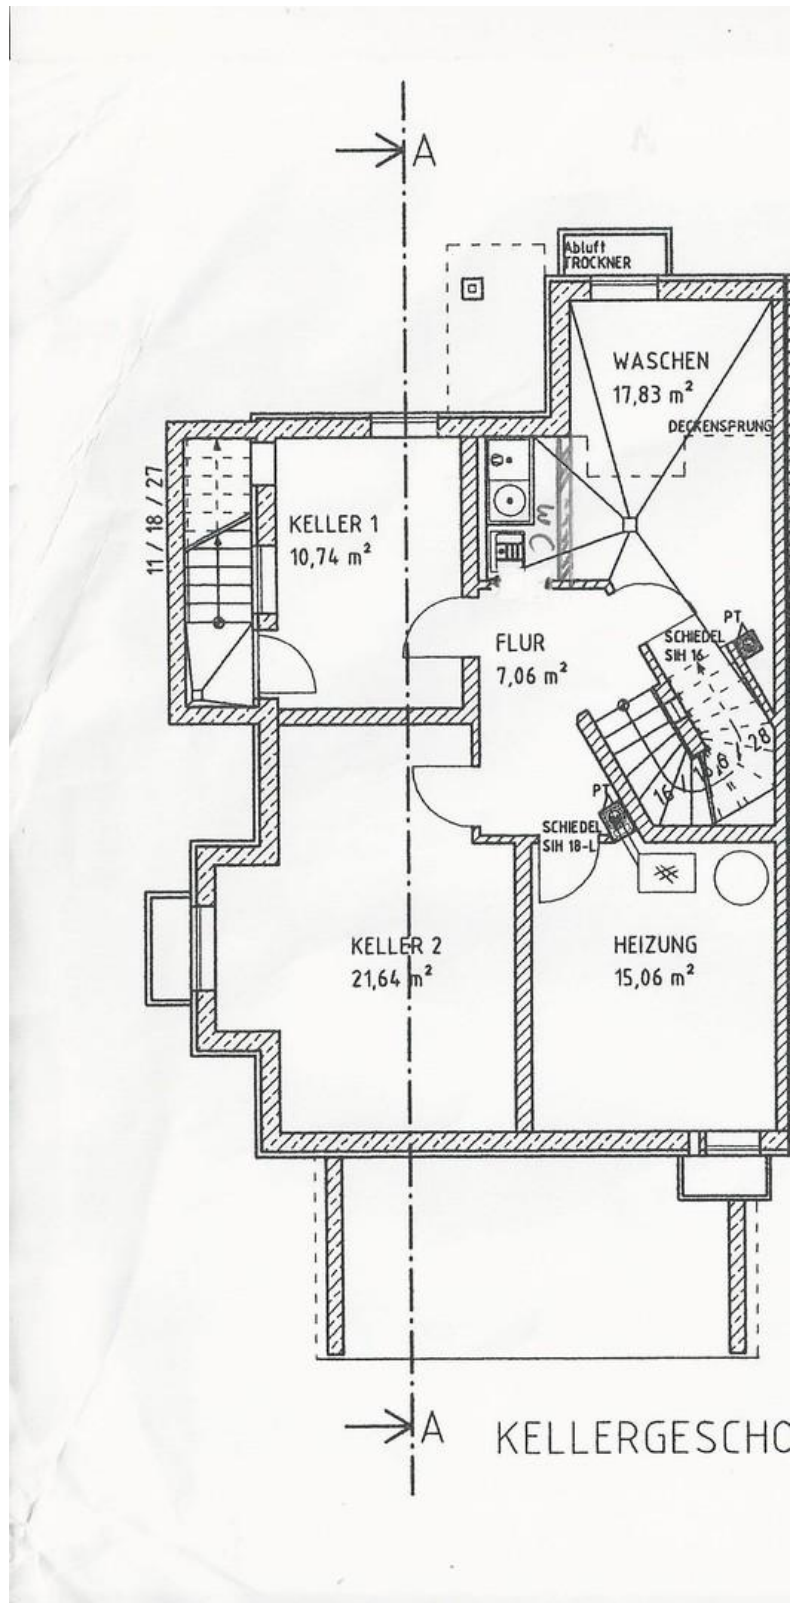 A
Abluft
TROCKNER
WASCHEN
17,83 m²
DECKENSPRUNG
11 / 18 / 27
KELLER 1
10,74 m²
WC
FLUR
7,06 m²
PT
SCHIEDEL
SIH 16
28
16
PT
SCHIEDEL
SIH 18-L
KELLER 2
21,64 m²
HEIZUNG
15,06 m²
A
KELLERGESCHO